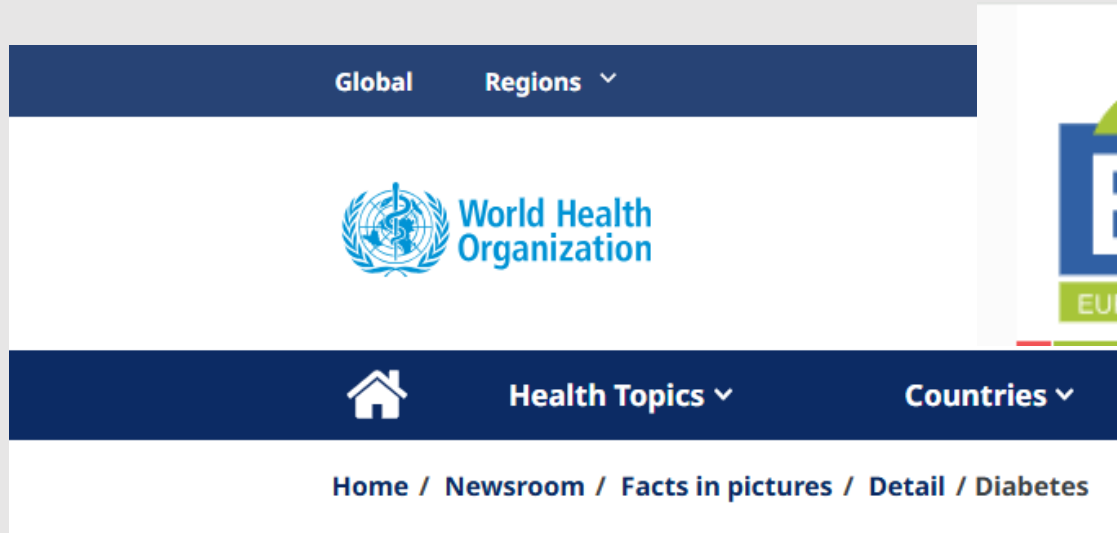 Global Regions
World Health
Organization
Health Topics Countries
Home / Newsroom / Facts in pictures / Detail / Diabetes